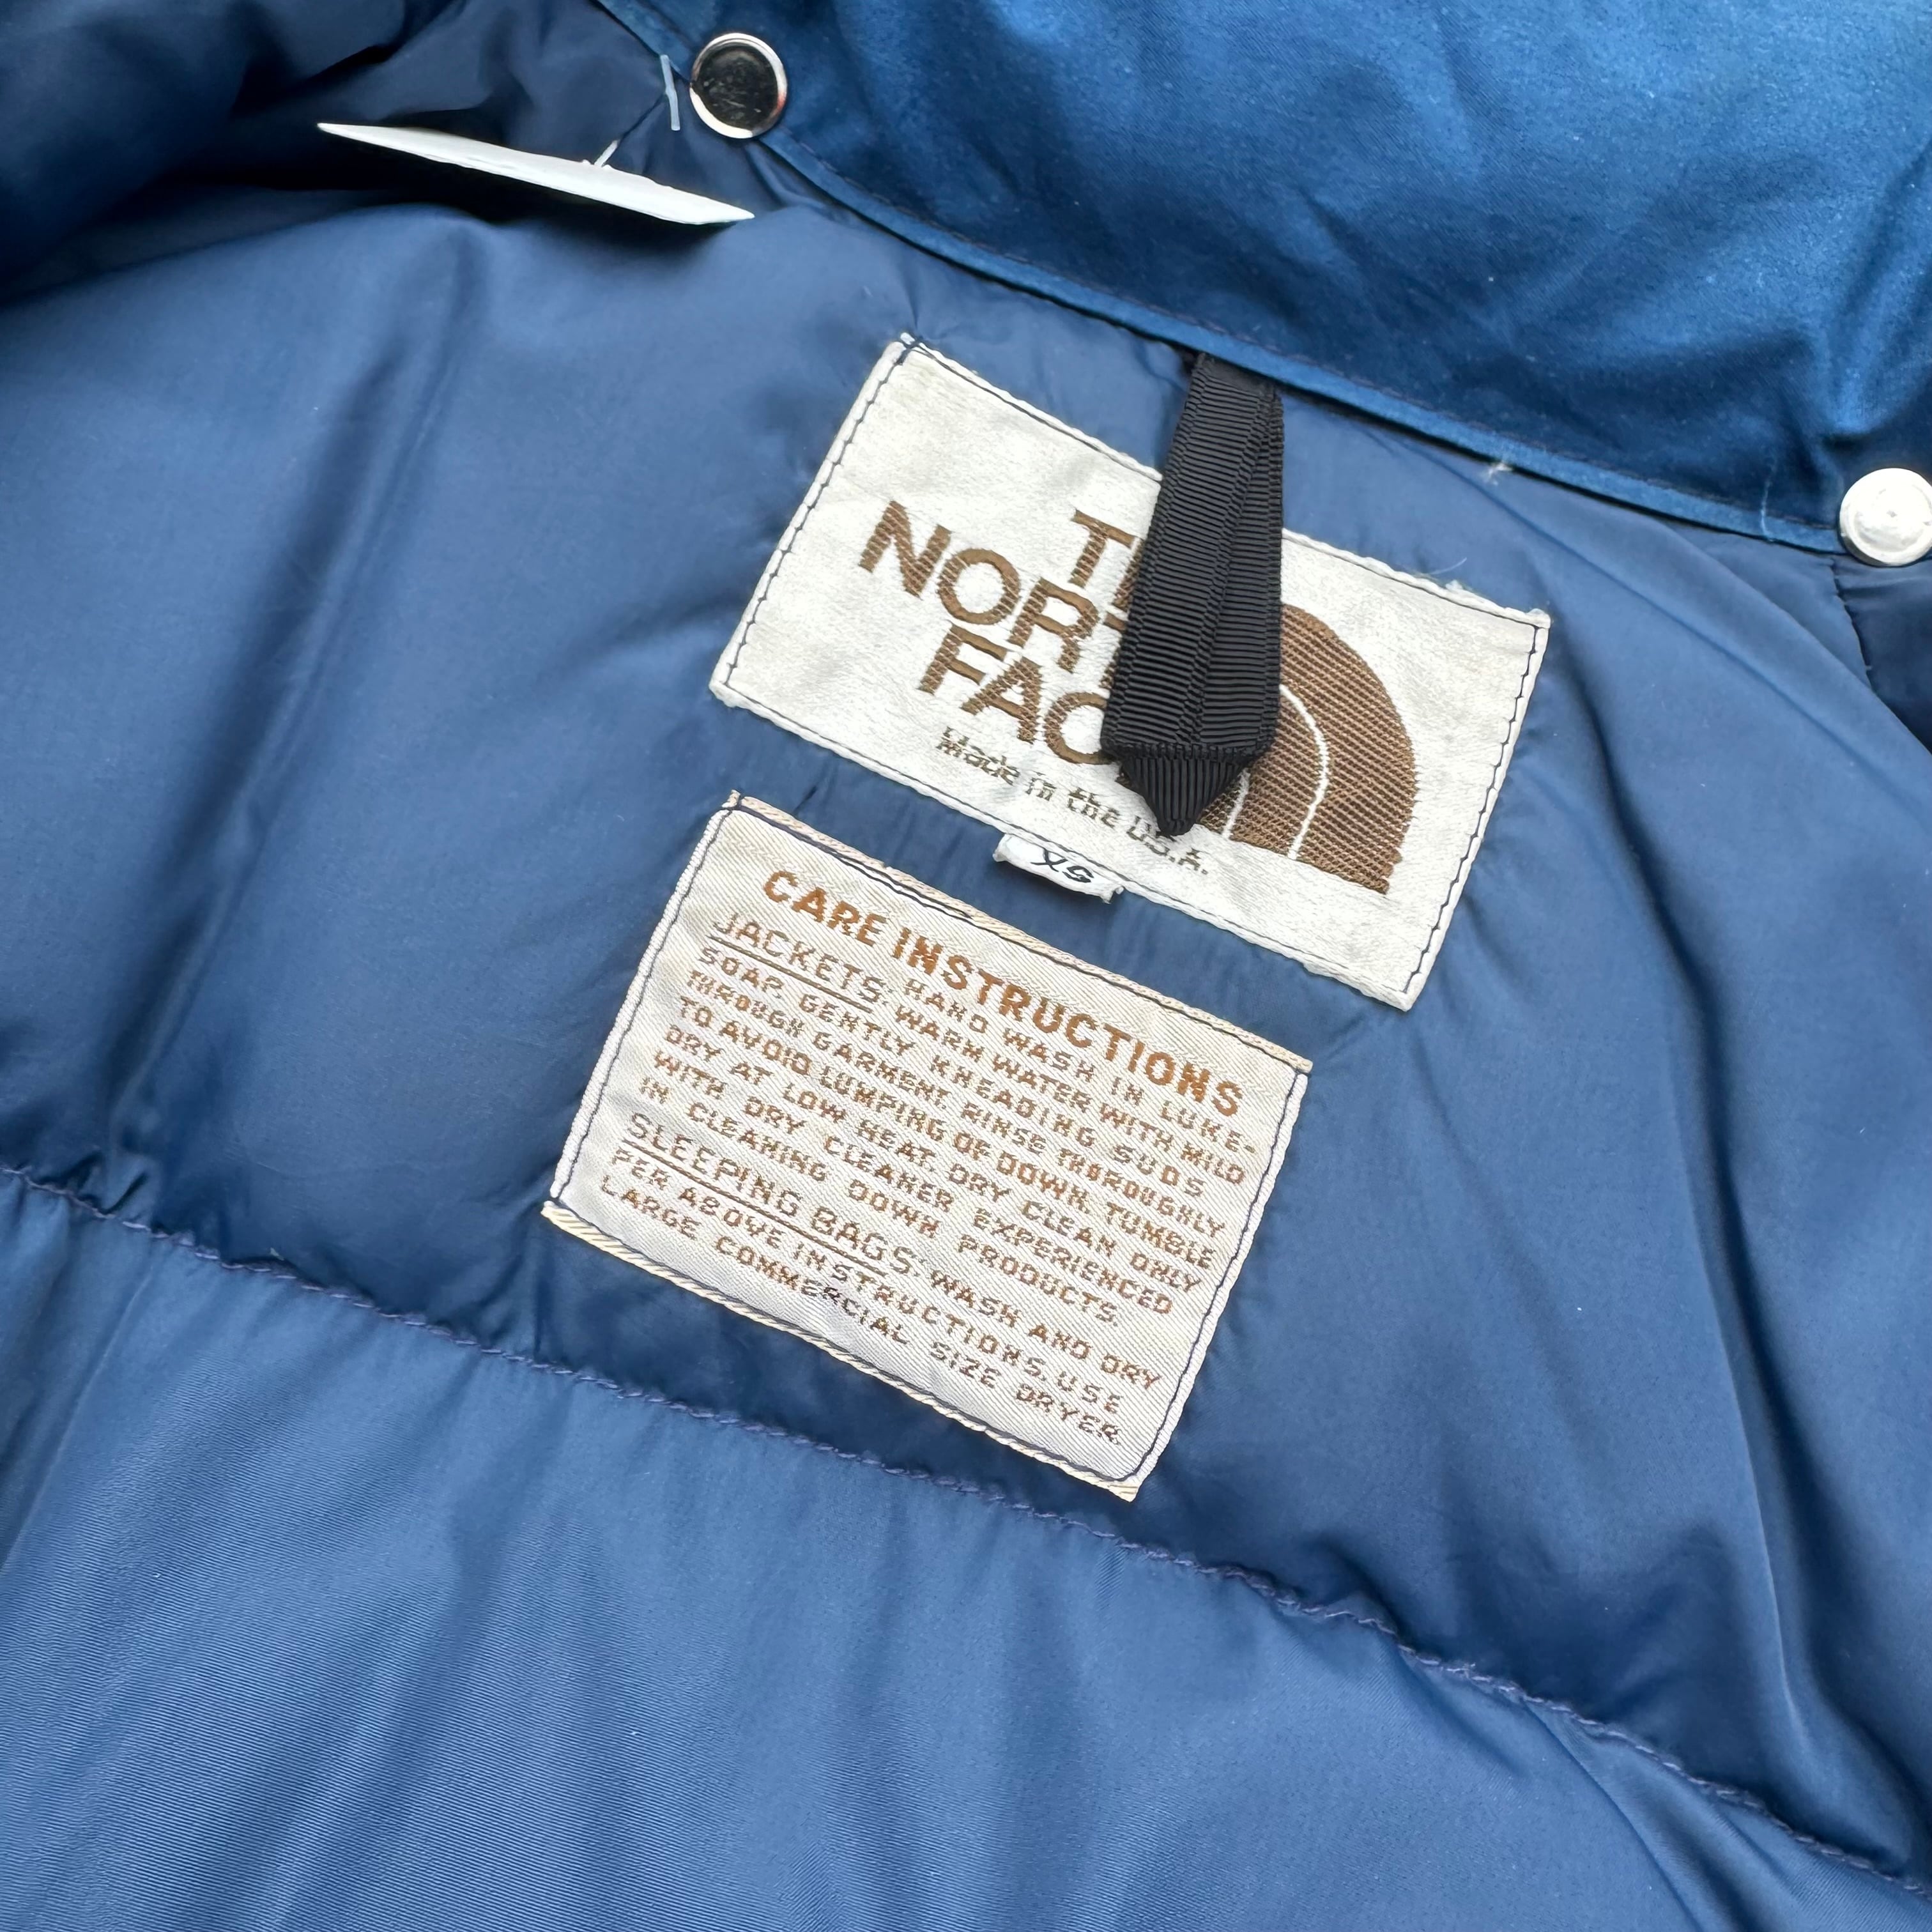 T
NORT
FAC
Made in the U.S.A.
XS
CARE INSTRUCTIONS
JACKETS: HAND WASH IN LUKE-
WARM WATER WITH MILD
SOAP. GENTLY KNEADING SUDS
THROUGH GARMENT. RINSE THOROUGHLY
TO AVOID LUMPING OF DOWN. TUMBLE
DRY AT LOW HEAT. DRY CLEAN ONLY
WITH DRY CLEANER EXPERIENCED
IN CLEANING DOWN PRODUCTS.
SLEEPING BAGS: WASH AND DRY
PER ABOVE INSTRUCTIONS. USE
LARGE COMMERCIAL SIZE DRYER.